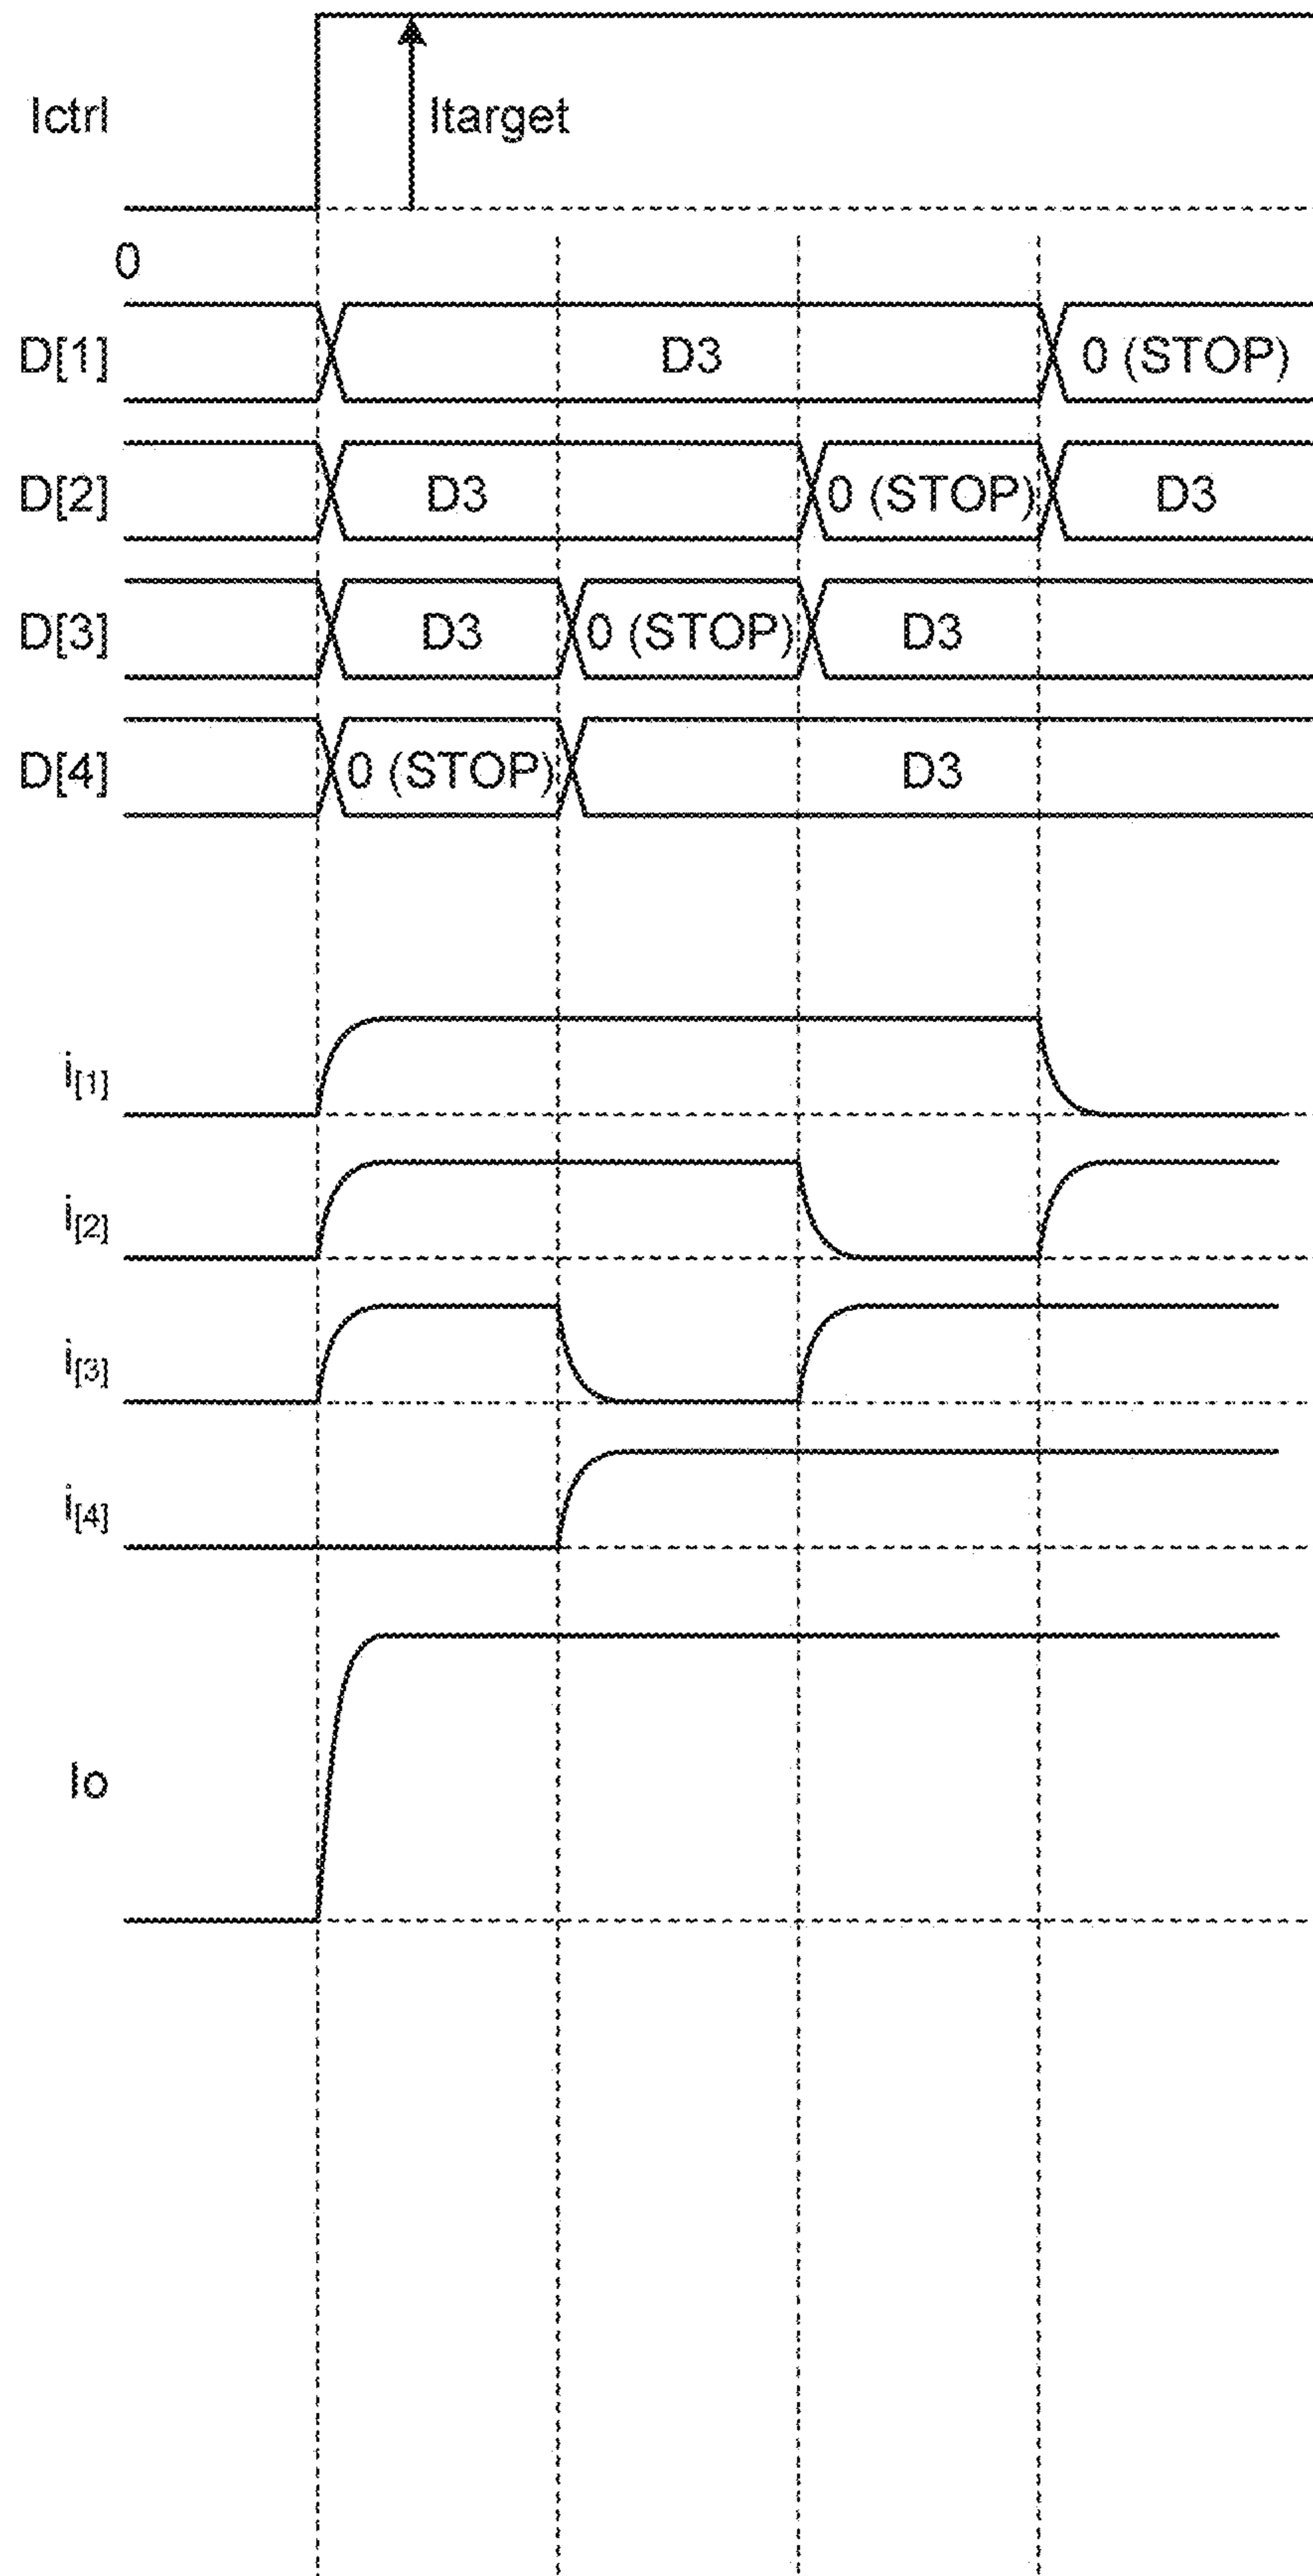 Ictrl
Itarget
0
D[1] D3 0 (STOP)
D[2] D3 0 (STOP) D3
D[3] D3 0 (STOP) D3
D[4] 0 (STOP) D3
i[1]
i[2]
i[3]
i[4]
Io